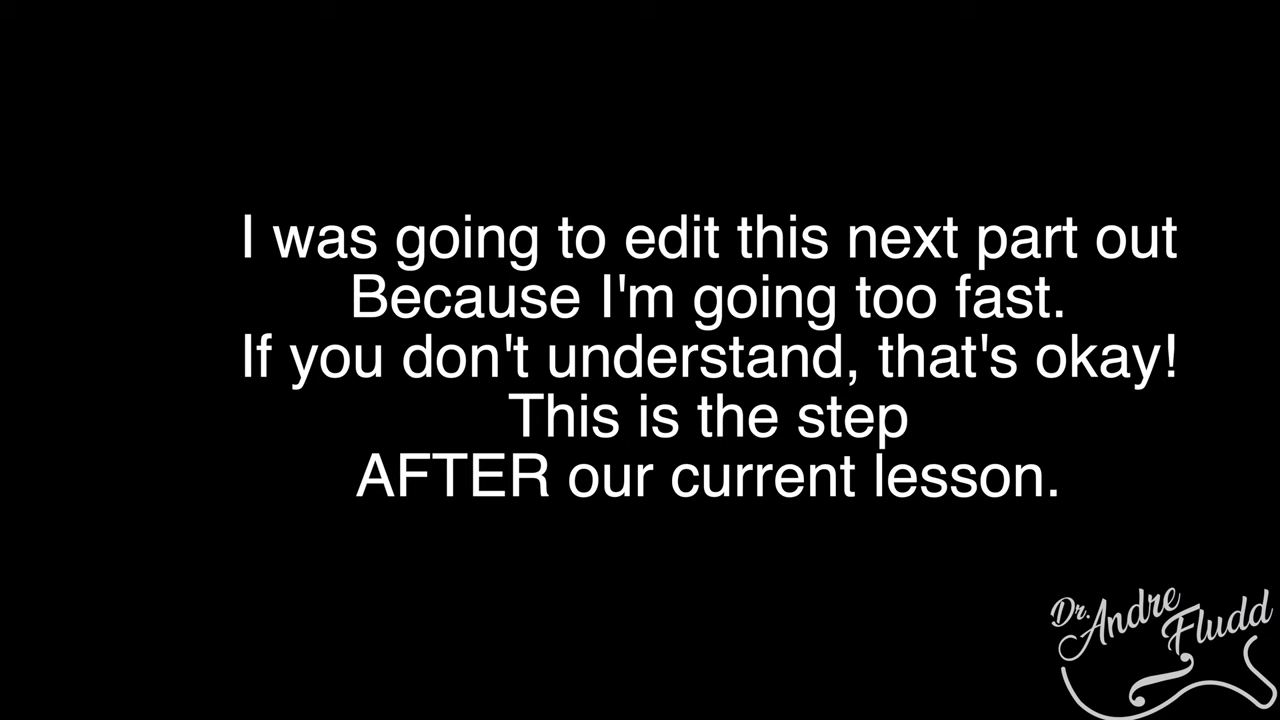 I was going to edit this next part out
Because I'm going too fast.
If you don't understand, that's okay!
This is the step
AFTER our current lesson.
Dr. Andre
Fludd